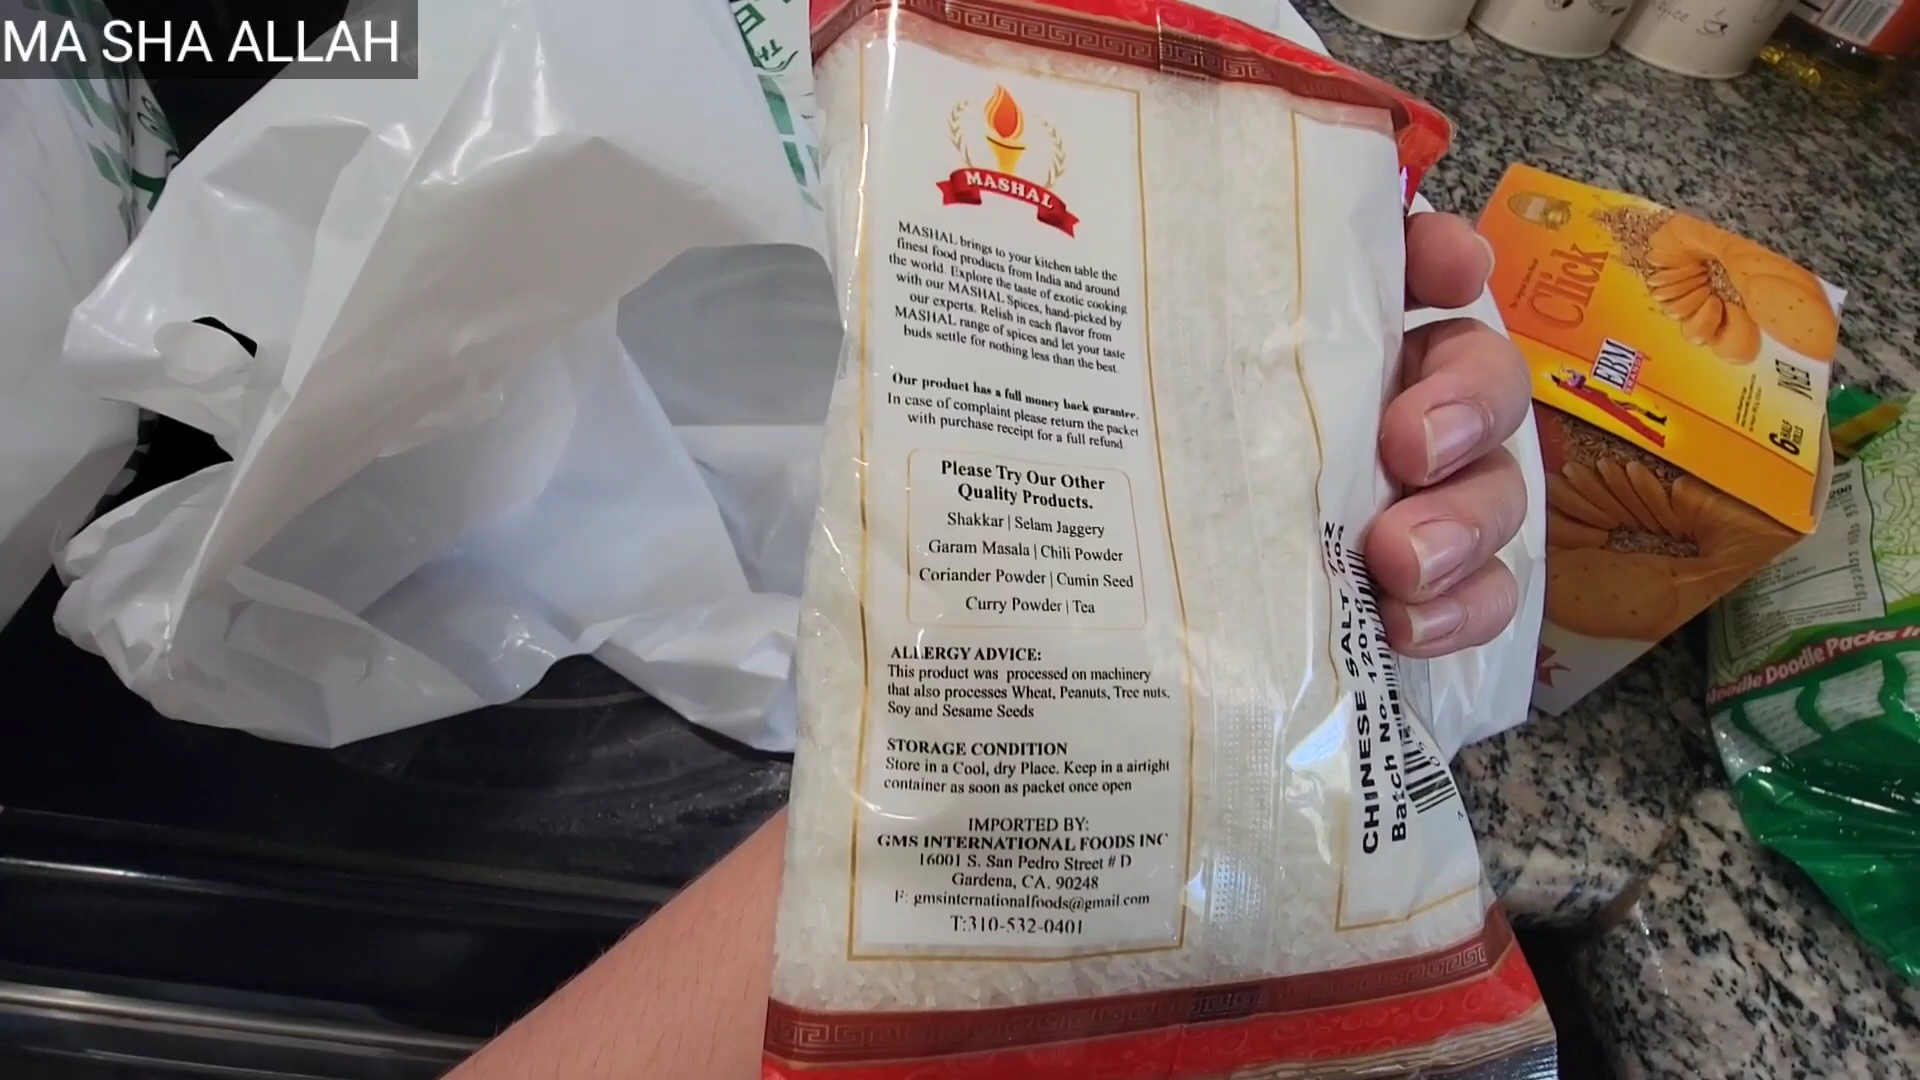 MA SHA ALLAH
MASHAL
MASHAL brings to your kitchen table the
finest food products from India and around
the world. Explore the taste of exotic cooking
with our MASHAL Spices, hand-picked by
our experts. Relish in each flavor from
MASHAL range of spices and let your taste
buds settle for nothing less than the best.
Our product has a full money back gurantee.
In case of complaint please return the packet
with purchase receipt for a full refund
Please Try Our Other
Quality Products.
Shakkar | Selam Jaggery
Garam Masala | Chili Powder
Coriander Powder | Cumin Seed
Curry Powder | Tea
ALLERGY ADVICE:
This product was processed on machinery
that also processes Wheat, Peanuts, Tree nuts,
Soy and Sesame Seeds
STORAGE CONDITION
Store in a Cool, dry Place. Keep in a airtight
container as soon as packet once open
IMPORTED BY:
GMS INTERNATIONAL FOODS INC
16001 S. San Pedro Street # D
Gardena, CA. 90248
E: gmsinternationalfoods@gmail.com
T:310-532-0401
CHINESE SALT 7oz
Batch No.
Click
EBM
6 HALF ROLLS
Noodle Doodle Packs